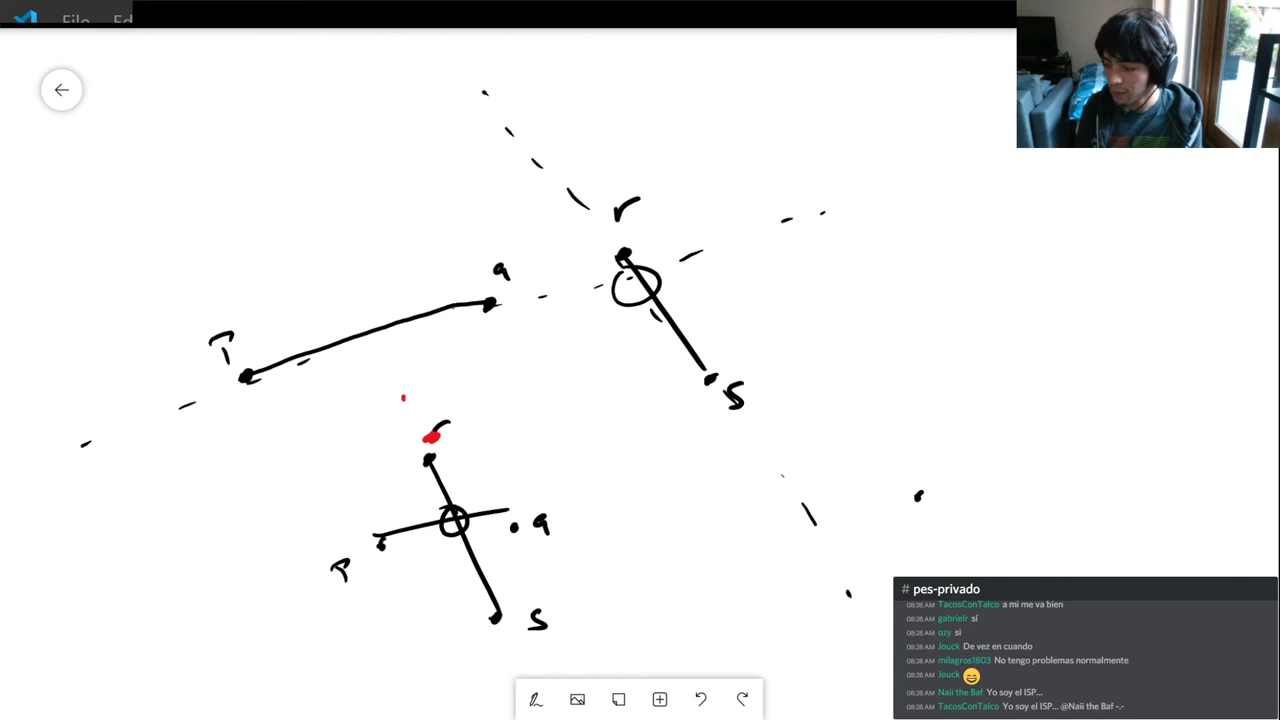 File Ed
r
q
P
s
r
q
P
s
# pes-privado
08:28 AM TacosConTalco a mi me va bien
08:28 AM gabrielr sí
08:28 AM ozy si
08:28 AM Jouck De vez en cuando
08:28 AM milagros1803 No tengo problemas normalmente
08:28 AM Jouck 😄
08:28 AM Naii the Baf Yo soy el ISP...
08:28 AM TacosConTalco Yo soy el ISP... @Naii the Baf -.-